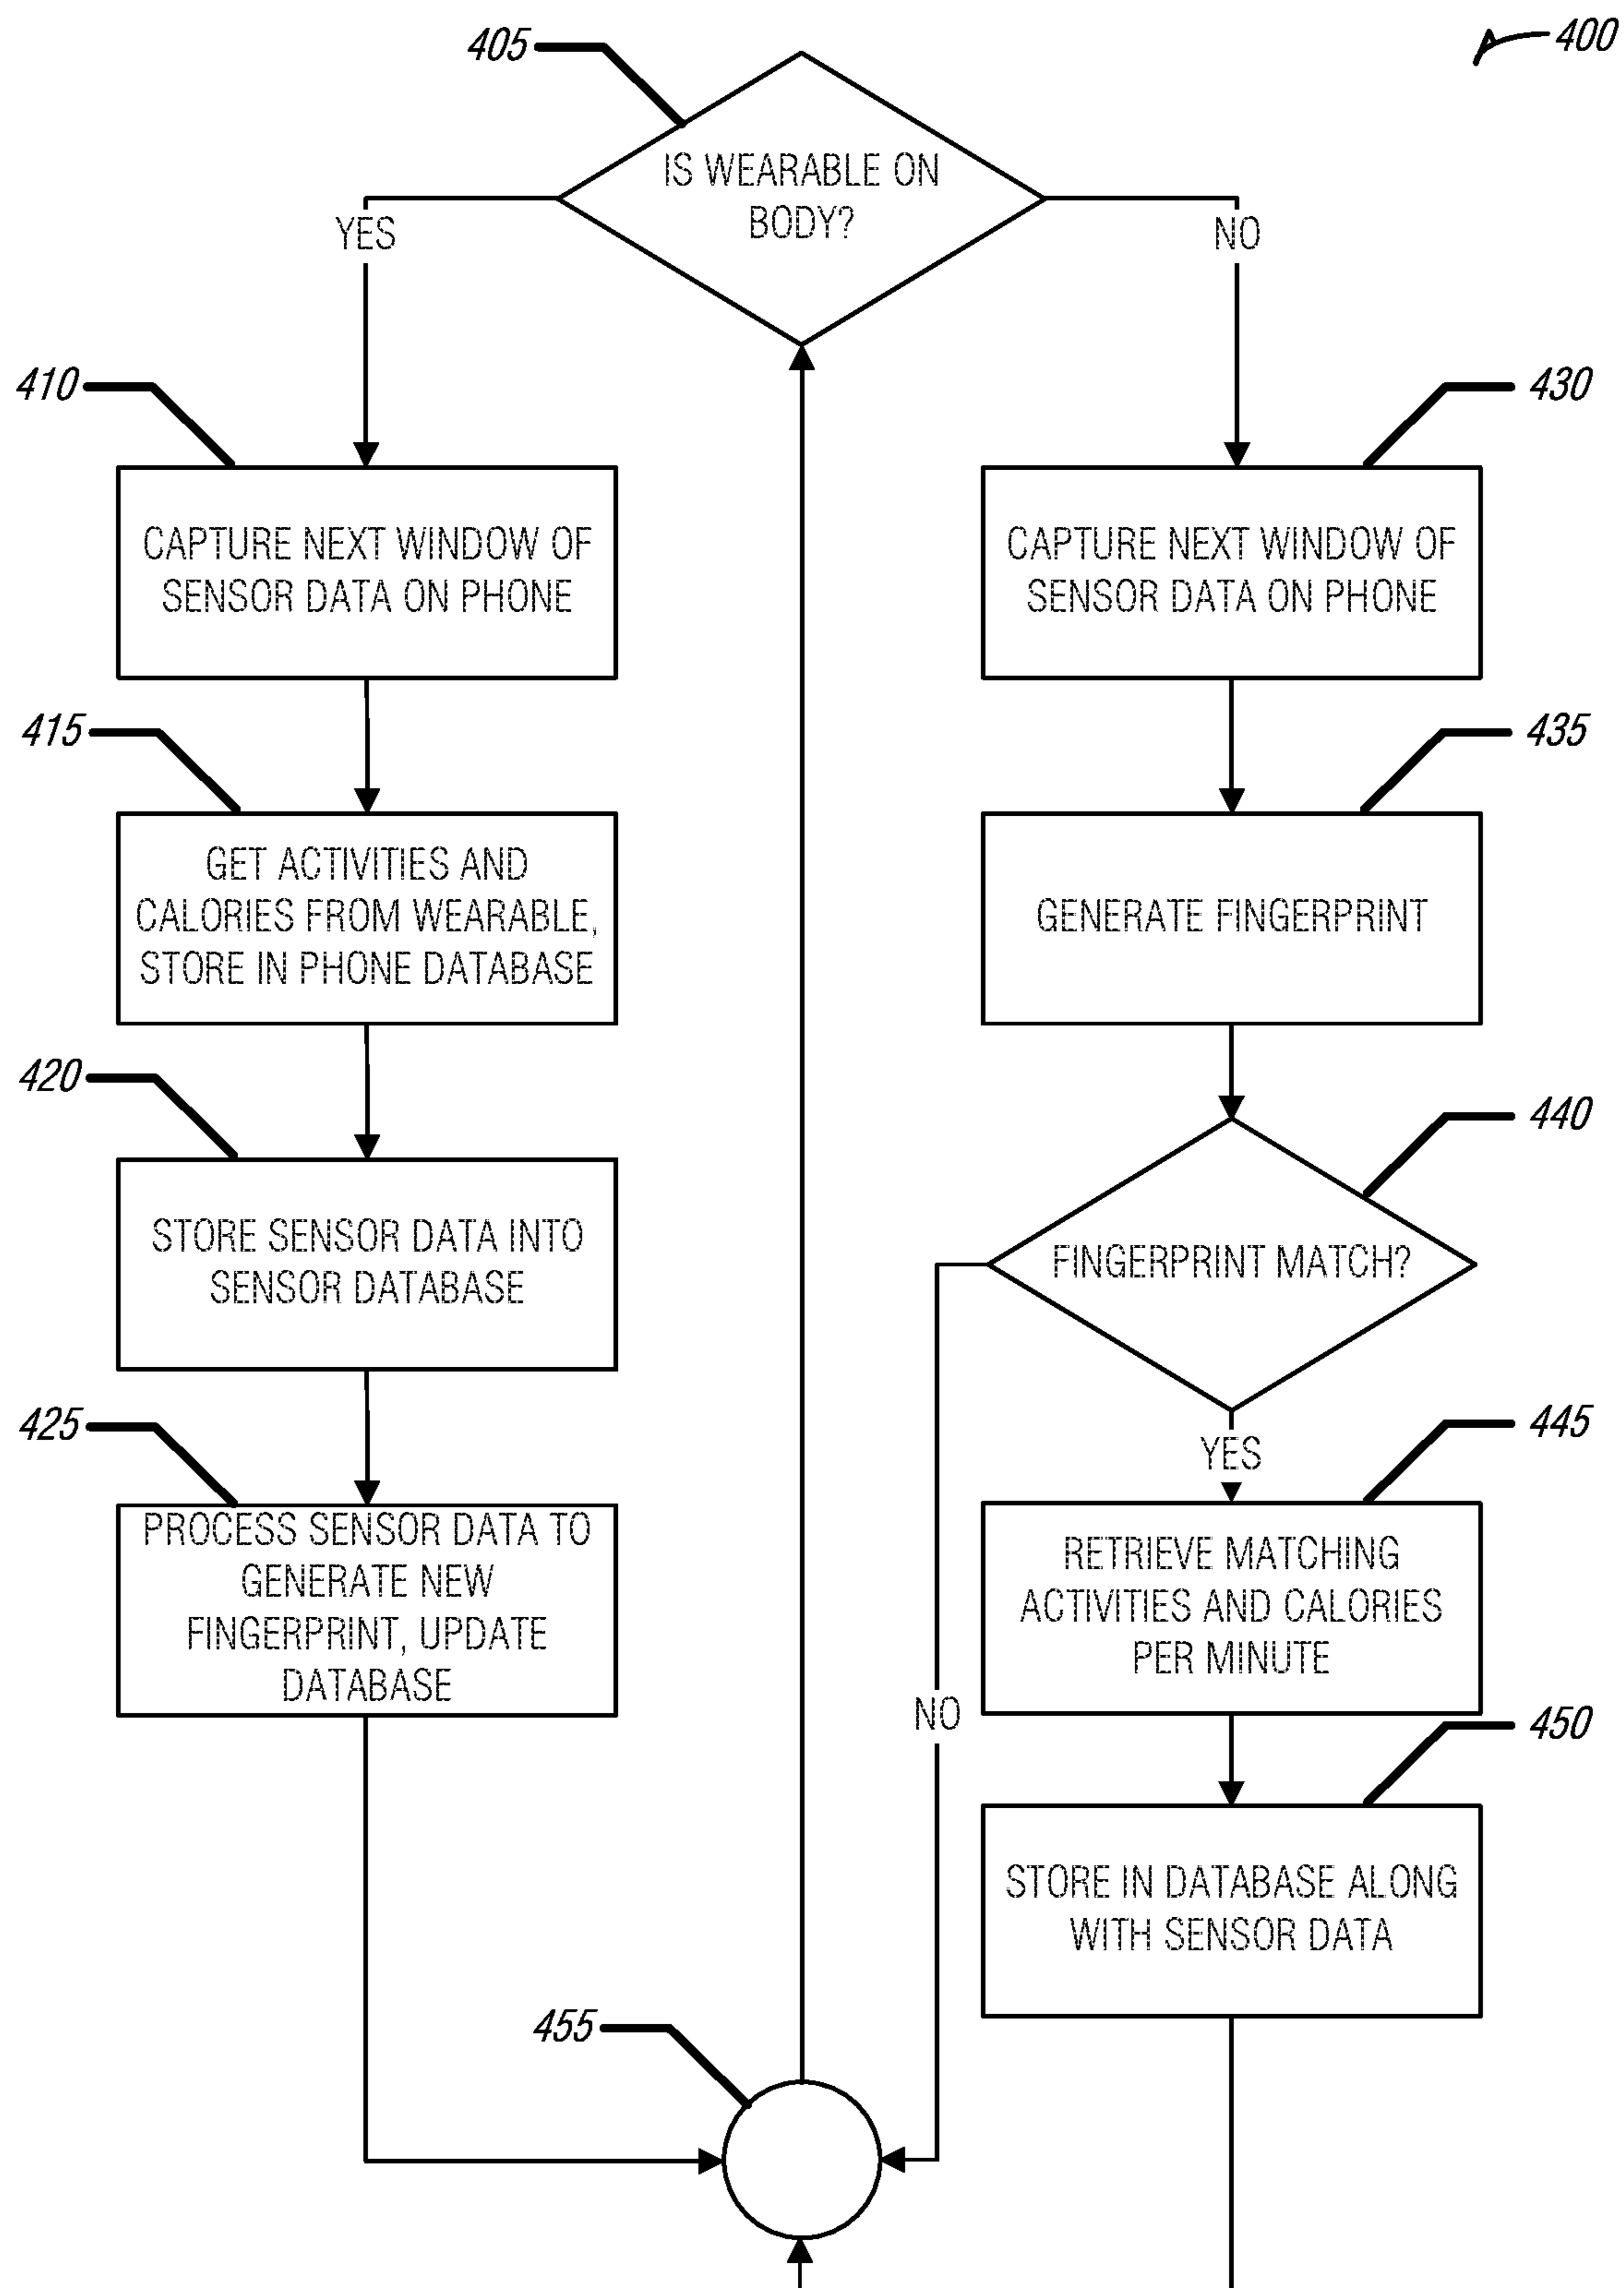 400
405
IS WEARABLE ON
BODY?
YES
NO
410
CAPTURE NEXT WINDOW OF
SENSOR DATA ON PHONE
415
GET ACTIVITIES AND
CALORIES FROM WEARABLE,
STORE IN PHONE DATABASE
420
STORE SENSOR DATA INTO
SENSOR DATABASE
425
PROCESS SENSOR DATA TO
GENERATE NEW
FINGERPRINT, UPDATE
DATABASE
430
CAPTURE NEXT WINDOW OF
SENSOR DATA ON PHONE
435
GENERATE FINGERPRINT
440
FINGERPRINT MATCH?
YES
NO
445
RETRIEVE MATCHING
ACTIVITIES AND CALORIES
PER MINUTE
450
STORE IN DATABASE ALONG
WITH SENSOR DATA
455